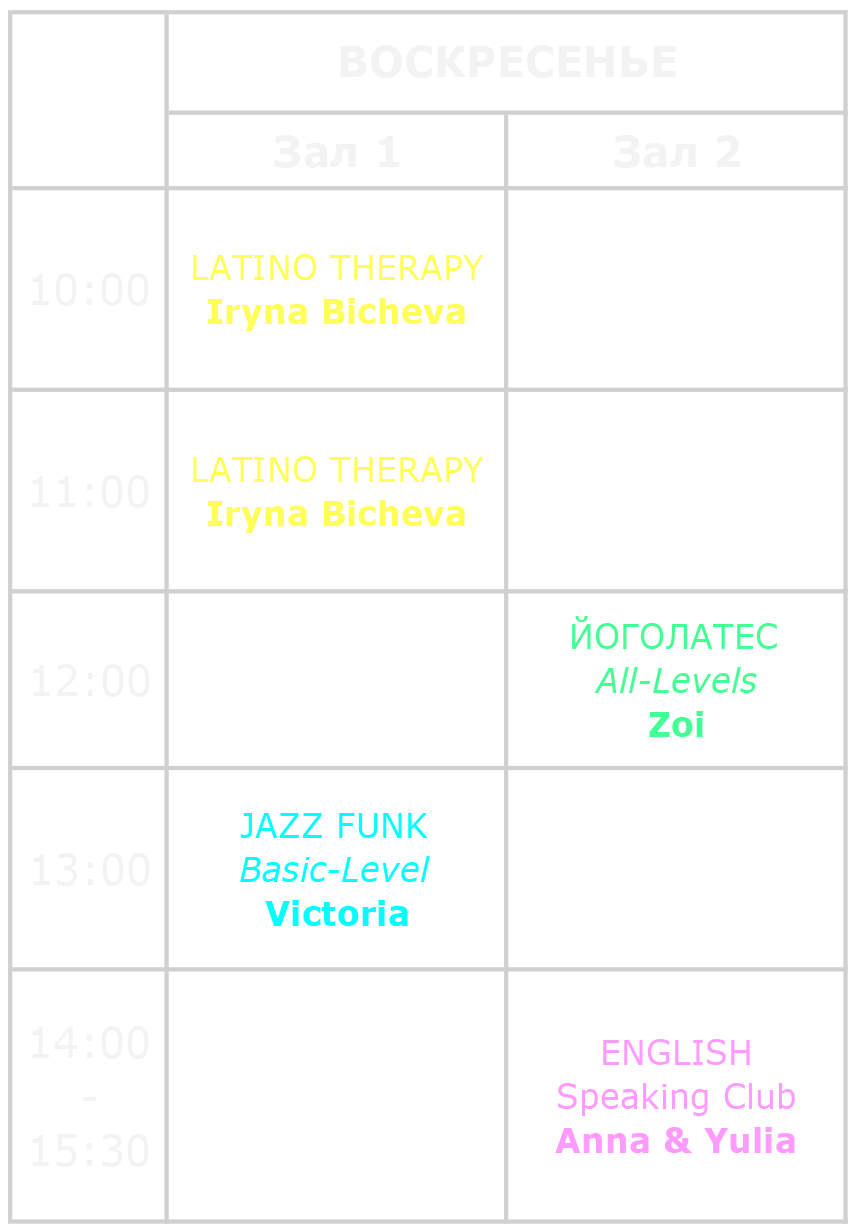 ВОСКРЕСЕНЬЕ
Зал 1
Зал 2
10:00
LATINO THERAPY
Iryna Bicheva
11:00
LATINO THERAPY
Iryna Bicheva
12:00
ЙОГОЛАТЕС
All-Levels
Zoi
13:00
JAZZ FUNK
Basic-Level
Victoria
14:00
-
15:30
ENGLISH
Speaking Club
Anna & Yulia